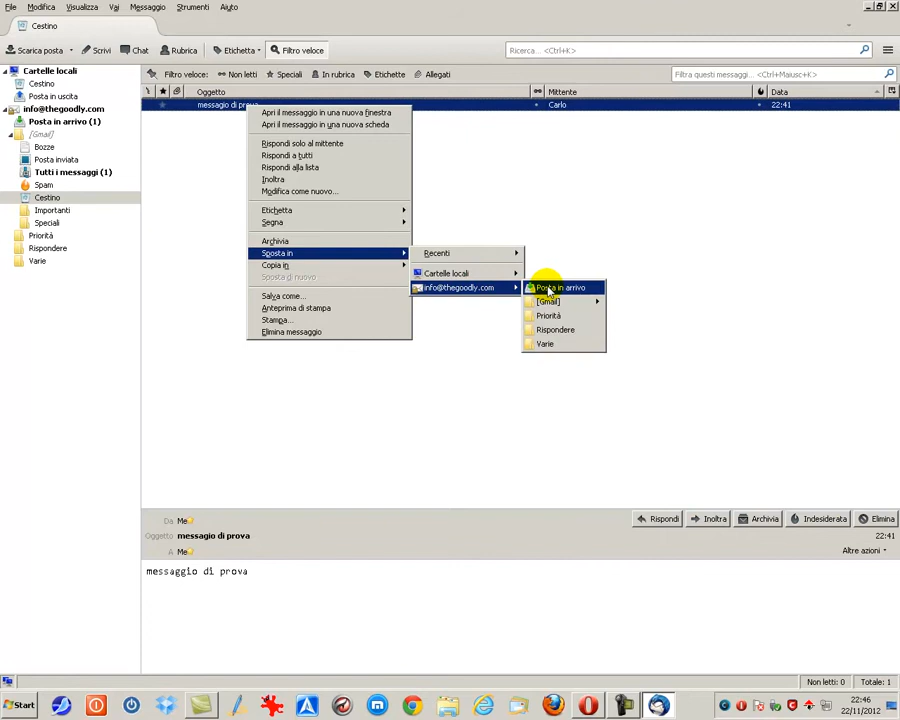 File Modifica Visualizza Vai Messaggio Strumenti Aiuto
Cestino
Scarica posta Scrivi Chat Rubrica Etichetta Filtro veloce Ricerca... <Ctrl+K>
Cartelle locali
Cestino
Posta in uscita
info@thegoodly.com
Posta in arrivo (1)
[Gmail]
Bozze
Posta inviata
Tutti i messaggi (1)
Spam
Cestino
Importanti
Speciali
Priorità
Rispondere
Varie
Filtro veloce: Non letti Speciali In rubrica Etichette Allegati Filtra questi messaggi... <Ctrl+Maiusc+K>
Oggetto Mittente Data
messagio di prova Carlo 22:41
Apri il messaggio in una nuova finestra
Apri il messaggio in una nuova scheda
Rispondi solo al mittente
Rispondi a tutti
Rispondi alla lista
Inoltra
Modifica come nuovo...
Etichetta
Segna
Archivia
Sposta in
Copia in
Sposta di nuovo
Salva come...
Anteprima di stampa
Stampa...
Elimina messaggio
Recenti
Cartelle locali
info@thegoodly.com
Posta in arrivo
[Gmail]
Priorità
Rispondere
Varie
Da Me Rispondi Inoltra Archivia Indesiderata Elimina
Oggetto messagio di prova 22:41
A Me Altre azioni
messaggio di prova
Non letti: 0 Totale: 1
Start 22:46
22/11/2012